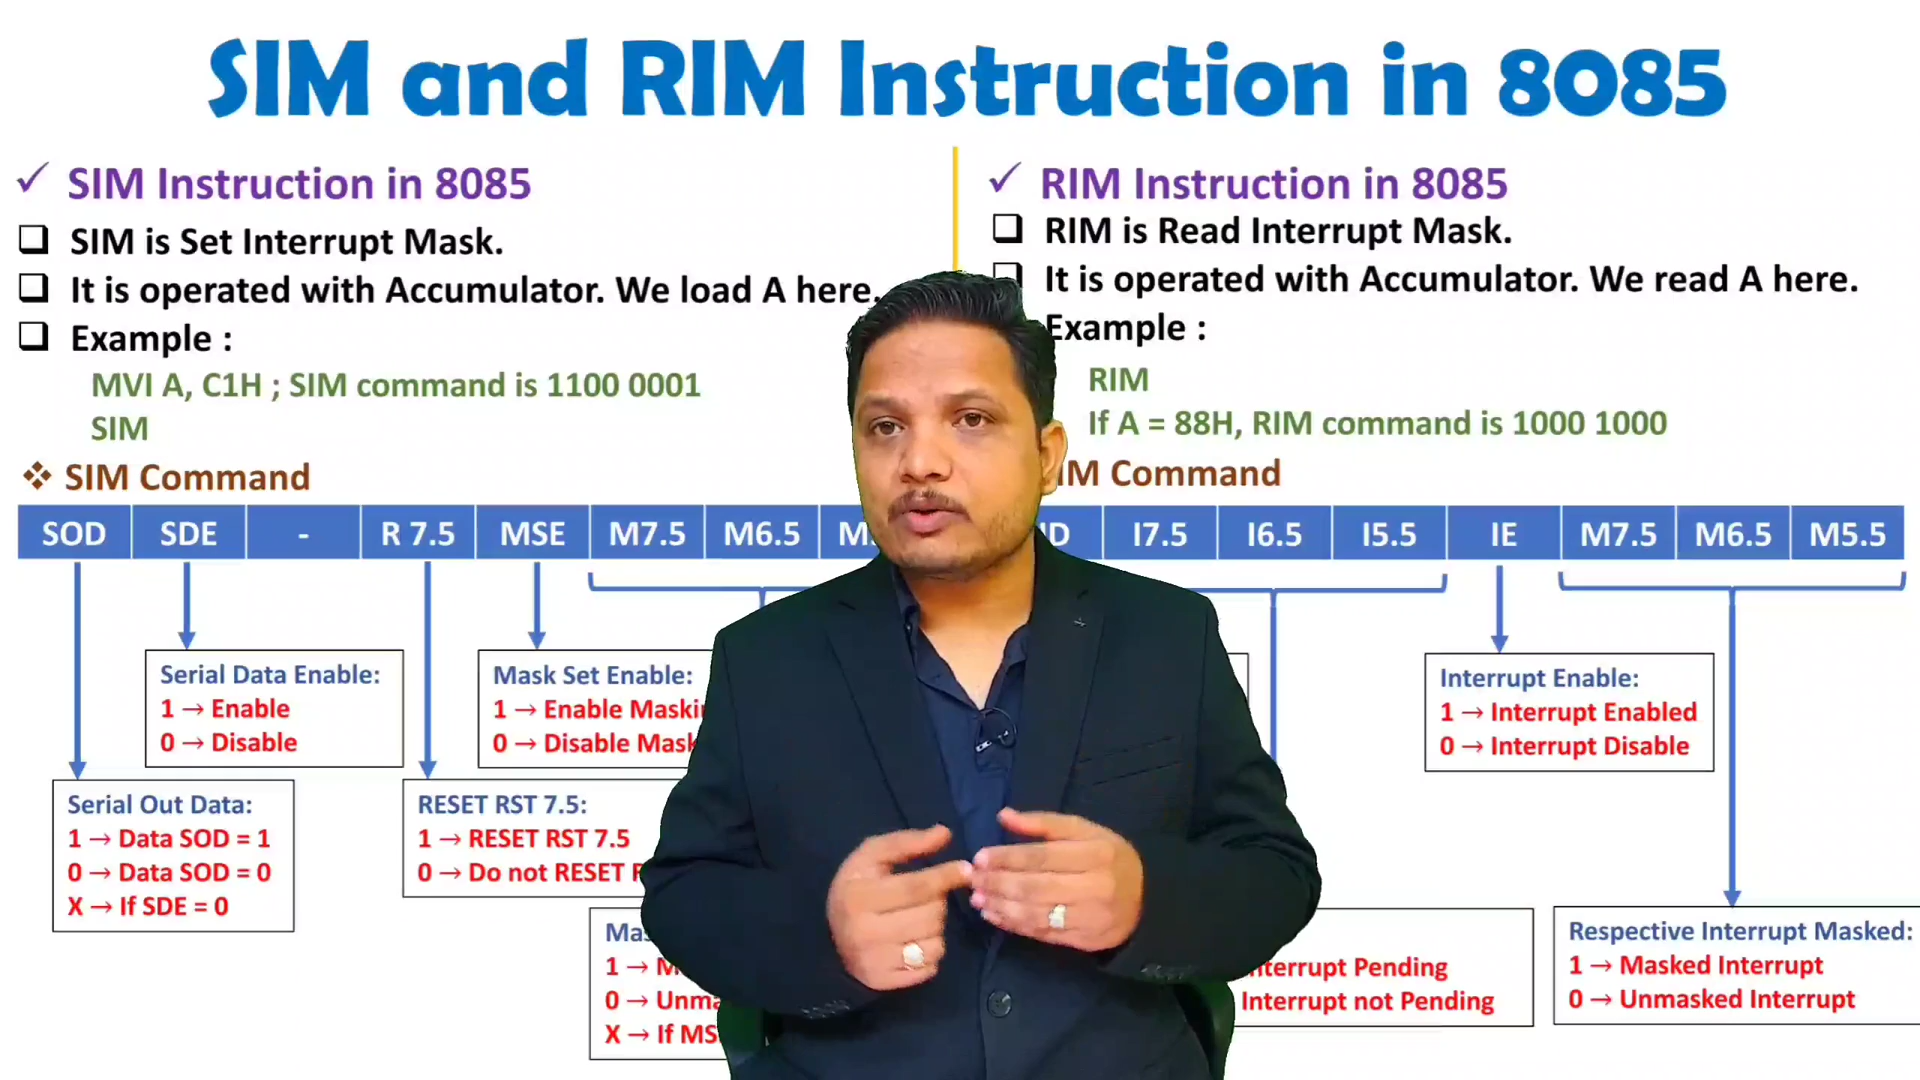 SIM and RIM Instruction in 8085
✓ SIM Instruction in 8085
❑ SIM is Set Interrupt Mask.
❑ It is operated with Accumulator. We load A here.
❑ Example :
MVI A, C1H ; SIM command is 1100 0001
SIM
❖ SIM Command
SOD SDE - R 7.5 MSE M7.5 M6.5
Serial Data Enable:
1 → Enable
0 → Disable
Mask Set Enable:
1 → Enable
0 → Disable
Serial Out Data:
1 → Data SOD = 1
0 → Data SOD = 0
X → If SDE = 0
RESET RST 7.5:
1 → RESET RST 7.5
0 → Do not RESET
1 →
0 →
X → If
✓ RIM Instruction in 8085
❑ RIM is Read Interrupt Mask.
❑ It is operated with Accumulator. We read A here.
Example :
RIM
If A = 88H, RIM command is 1000 1000
Command
I7.5 I6.5 I5.5 IE M7.5 M6.5 M5.5
Interrupt Enable:
1 → Interrupt Enabled
0 → Interrupt Disable
Pending
Interrupt not Pending
Respective Interrupt Masked:
1 → Masked Interrupt
0 → Unmasked Interrupt